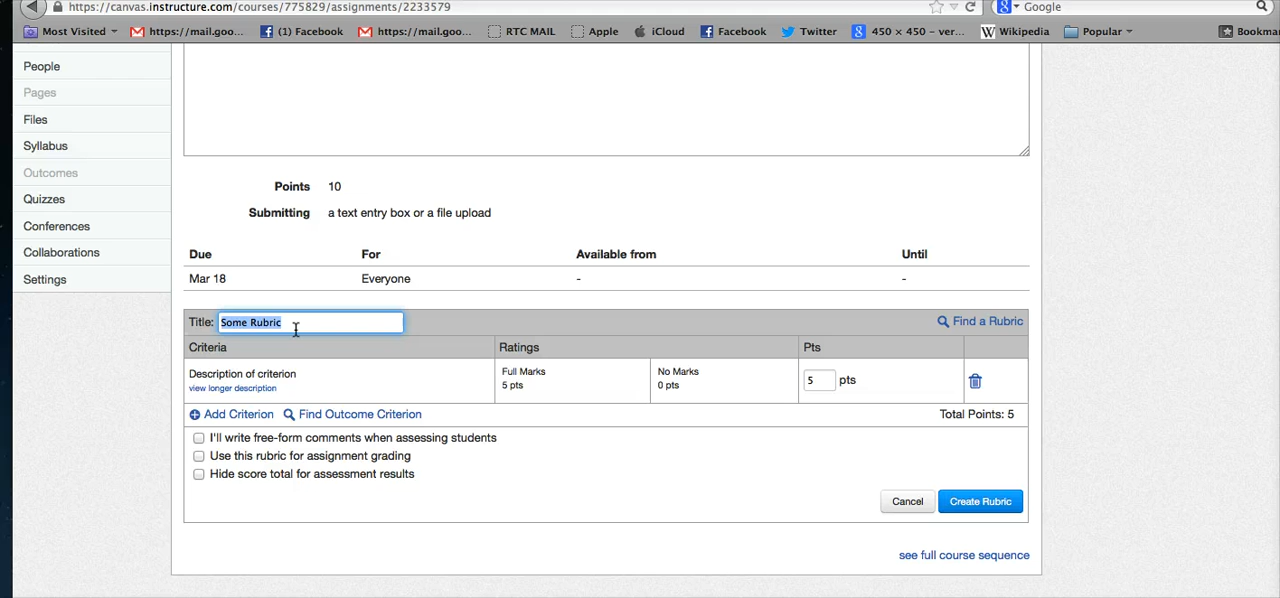 https://canvas.instructure.com/courses/775829/assignments/2233579
Google
Most Visited
https://mail.goo...
(1) Facebook
https://mail.goo...
RTC MAIL
Apple
iCloud
Facebook
Twitter
450 × 450 – ver...
Wikipedia
Popular
People
Pages
Files
Syllabus
Outcomes
Quizzes
Conferences
Collaborations
Settings
Points 10
Submitting a text entry box or a file upload
Due For Available from Until
Mar 18 Everyone - -
Title: Some Rubric
Find a Rubric
Criteria Ratings Pts
Description of criterion
view longer description
Full Marks
5 pts
No Marks
0 pts
5 pts
Add Criterion Find Outcome Criterion Total Points: 5
I'll write free-form comments when assessing students
Use this rubric for assignment grading
Hide score total for assessment results
Cancel Create Rubric
see full course sequence